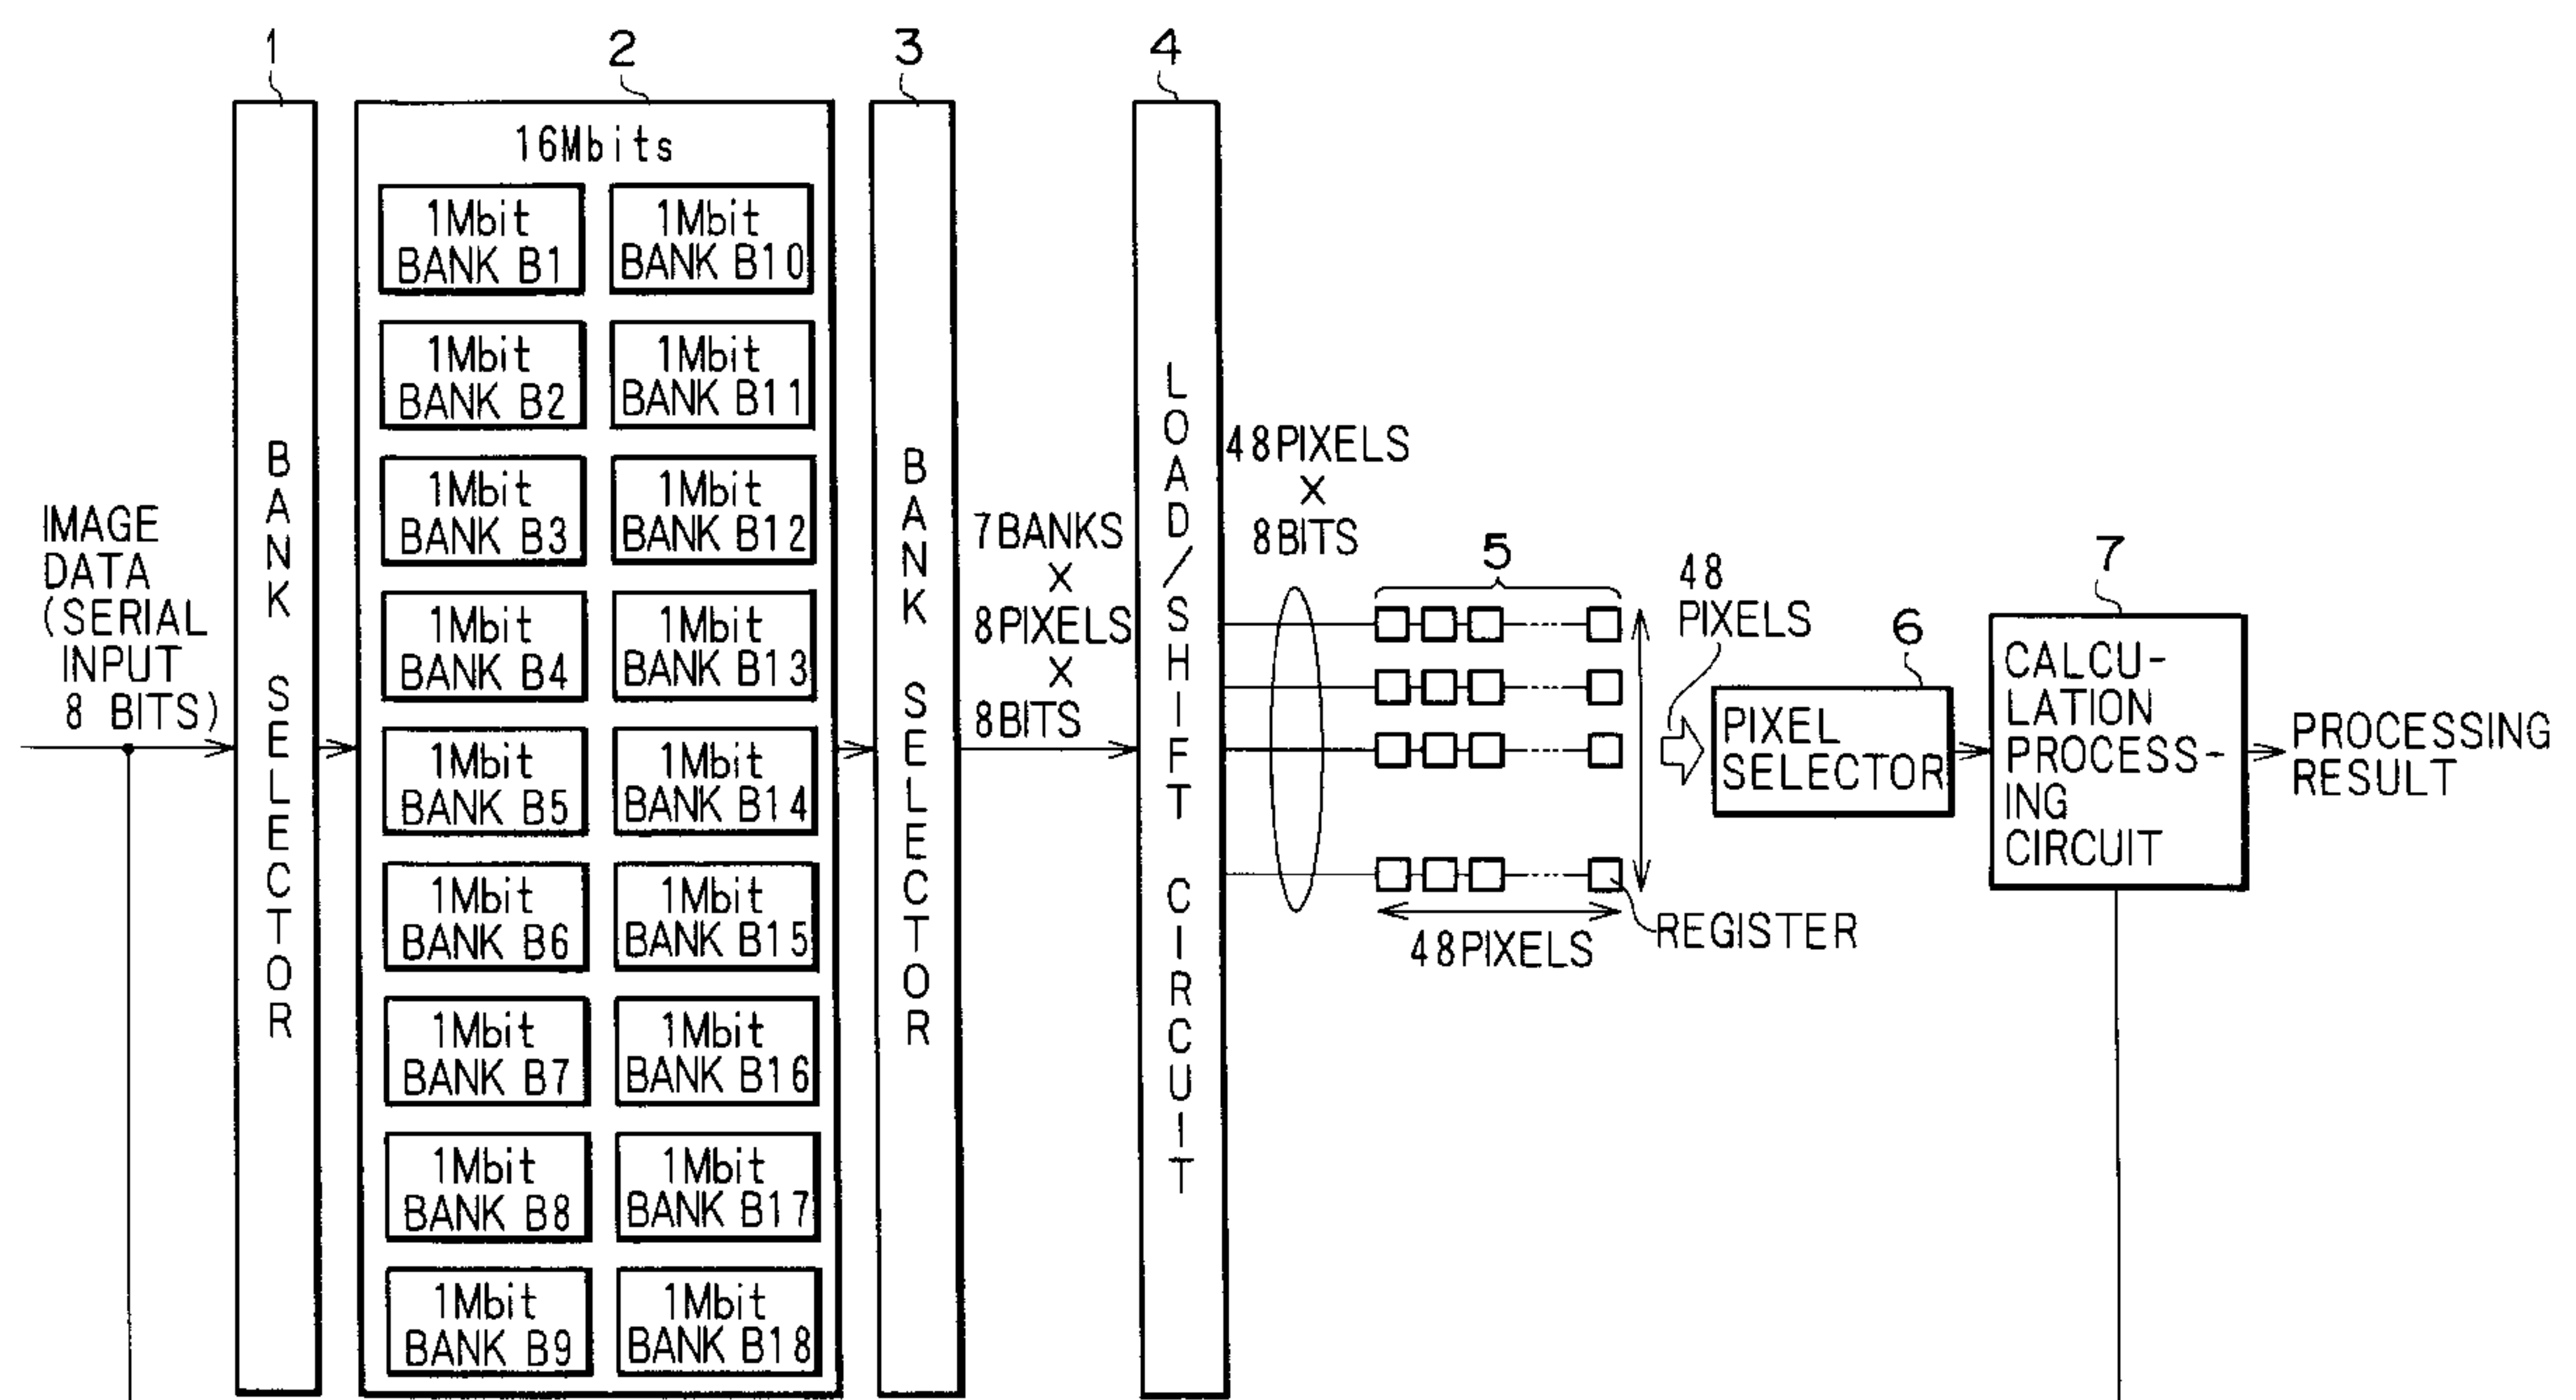 1
2
3
4
IMAGE
DATA
(SERIAL
INPUT
8 BITS)
BANK SELECTOR
16Mbits
1Mbit
BANK B1
1Mbit
BANK B10
1Mbit
BANK B2
1Mbit
BANK B11
1Mbit
BANK B3
1Mbit
BANK B12
1Mbit
BANK B4
1Mbit
BANK B13
1Mbit
BANK B5
1Mbit
BANK B14
1Mbit
BANK B6
1Mbit
BANK B15
1Mbit
BANK B7
1Mbit
BANK B16
1Mbit
BANK B8
1Mbit
BANK B17
1Mbit
BANK B9
1Mbit
BANK B18
BANK SELECTOR
7BANKS
X
8PIXELS
X
8BITS
LOAD/SHIFT CIRCUIT
48PIXELS
X
8BITS
5
48
PIXELS
48PIXELS
REGISTER
6
PIXEL
SELECTOR
7
CALCU-
LATION
PROCESS-
ING
CIRCUIT
PROCESSING
RESULT